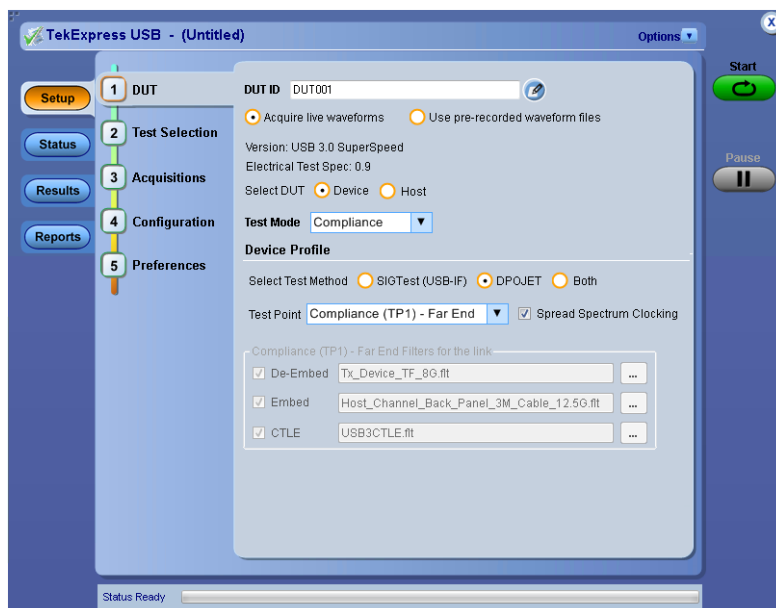 TekExpress USB - (Untitled)
Options
X
Start
Pause
Setup
Status
Results
Reports
1 DUT
2 Test Selection
3 Acquisitions
4 Configuration
5 Preferences
DUT ID DUT001
Acquire live waveforms Use pre-recorded waveform files
Version: USB 3.0 SuperSpeed
Electrical Test Spec: 0.9
Select DUT Device Host
Test Mode Compliance
Device Profile
Select Test Method SIGTest (USB-IF) DPOJET Both
Test Point Compliance (TP1) - Far End Spread Spectrum Clocking
Compliance (TP1) - Far End Filters for the link
De-Embed Tx_Device_TF_8G.flt ...
Embed Host_Channel_Back_Panel_3M_Cable_12.5G.flt ...
CTLE USB3CTLE.flt ...
Status Ready